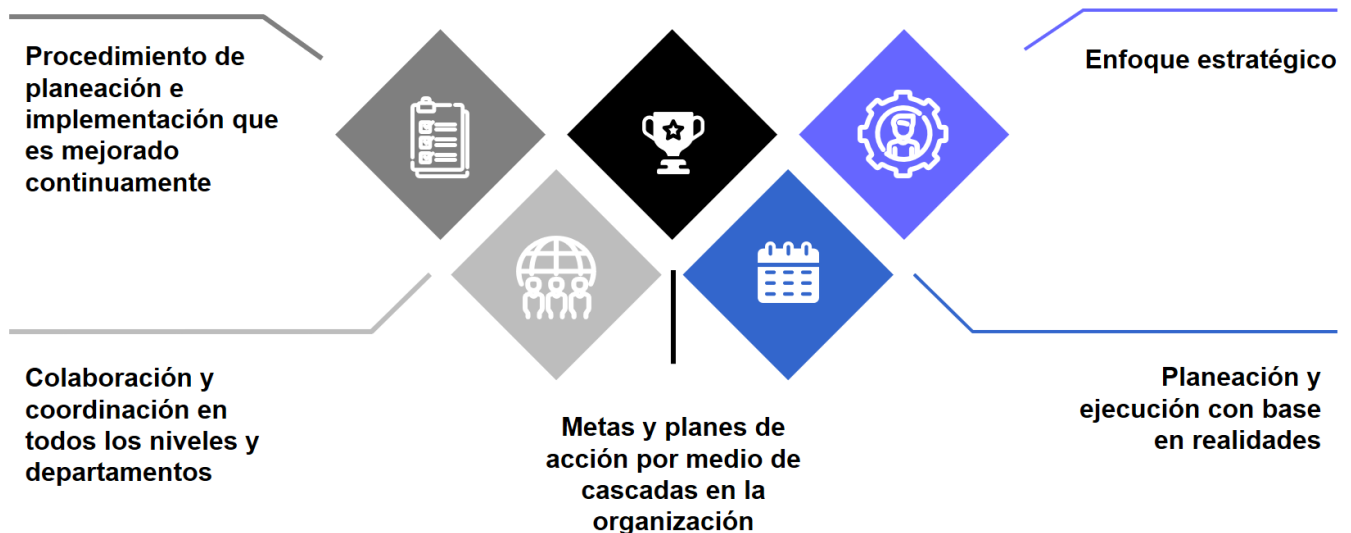 Procedimiento de
planeación e
implementación que
es mejorado
continuamente
Enfoque estratégico
Colaboración y
coordinación en
todos los niveles y
departamentos
Metas y planes de
acción por medio de
cascadas en la
organización
Planeación y
ejecución con base
en realidades